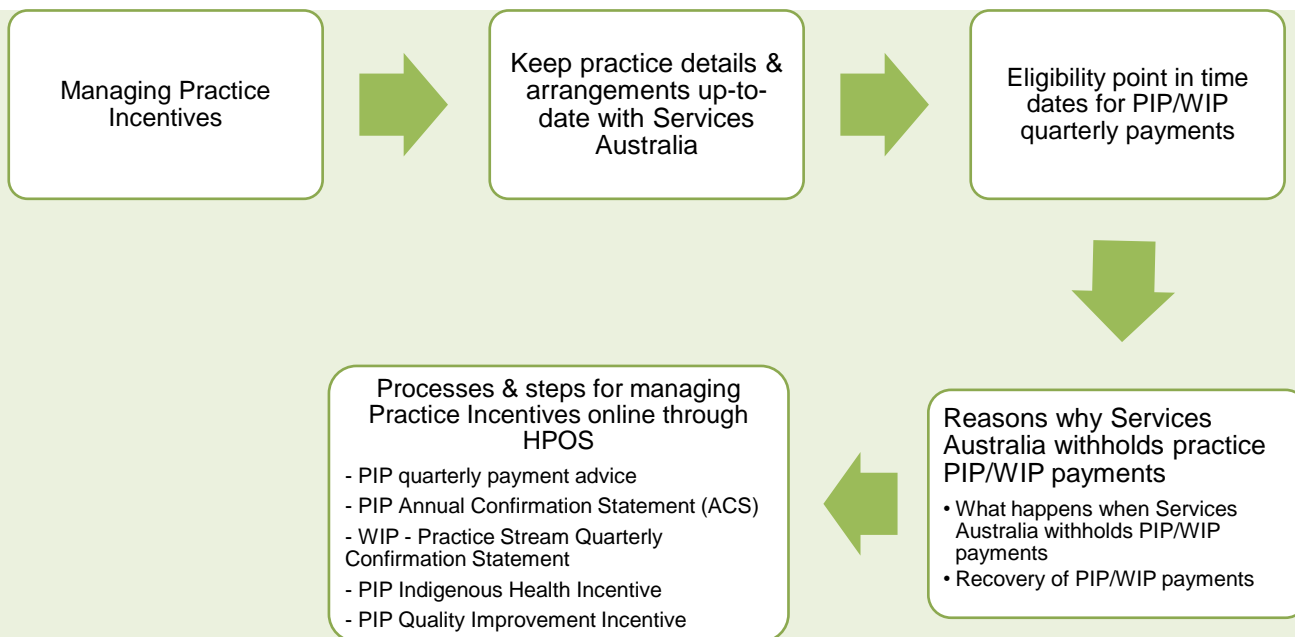 Managing Practice
Incentives
Keep practice details &
arrangements up-to-
date with Services
Australia
Eligibility point in time
dates for PIP/WIP
quarterly payments
Reasons why Services
Australia withholds practice
PIP/WIP payments
• What happens when Services
Australia withholds PIP/WIP
payments
• Recovery of PIP/WIP payments
Processes & steps for managing
Practice Incentives online through
HPOS
- PIP quarterly payment advice
- PIP Annual Confirmation Statement (ACS)
- WIP - Practice Stream Quarterly
Confirmation Statement
- PIP Indigenous Health Incentive
- PIP Quality Improvement Incentive